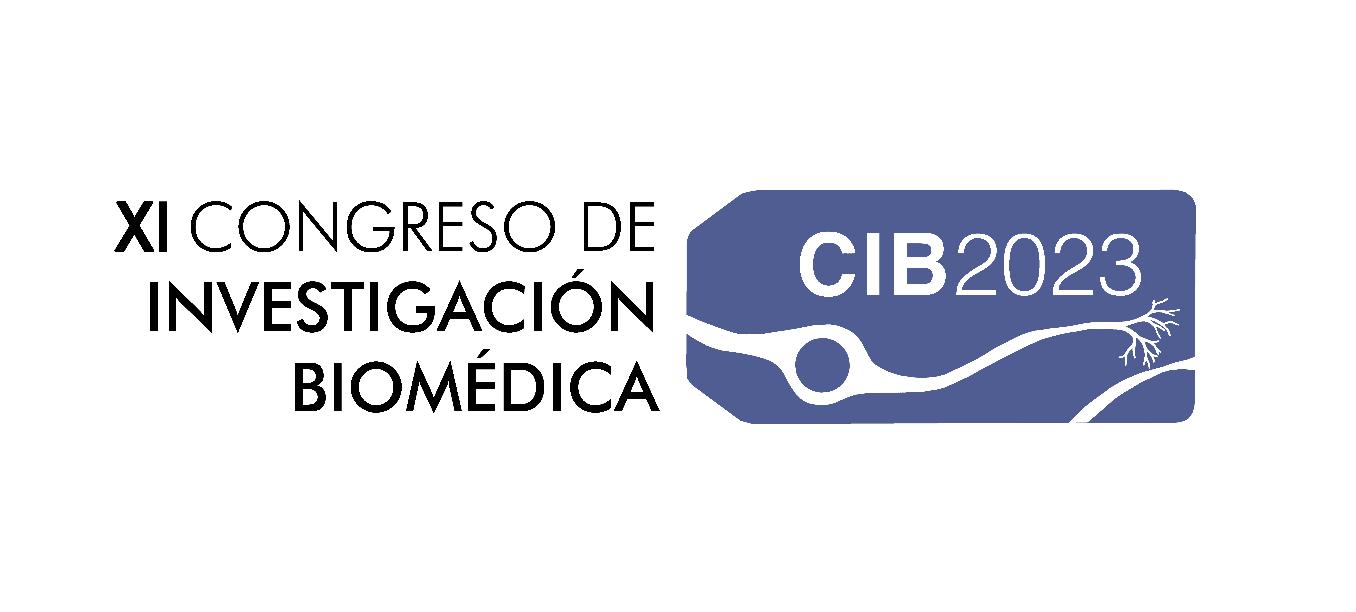 XI CONGRESO DE
INVESTIGACIÓN
BIOMÉDICA
CIB2023